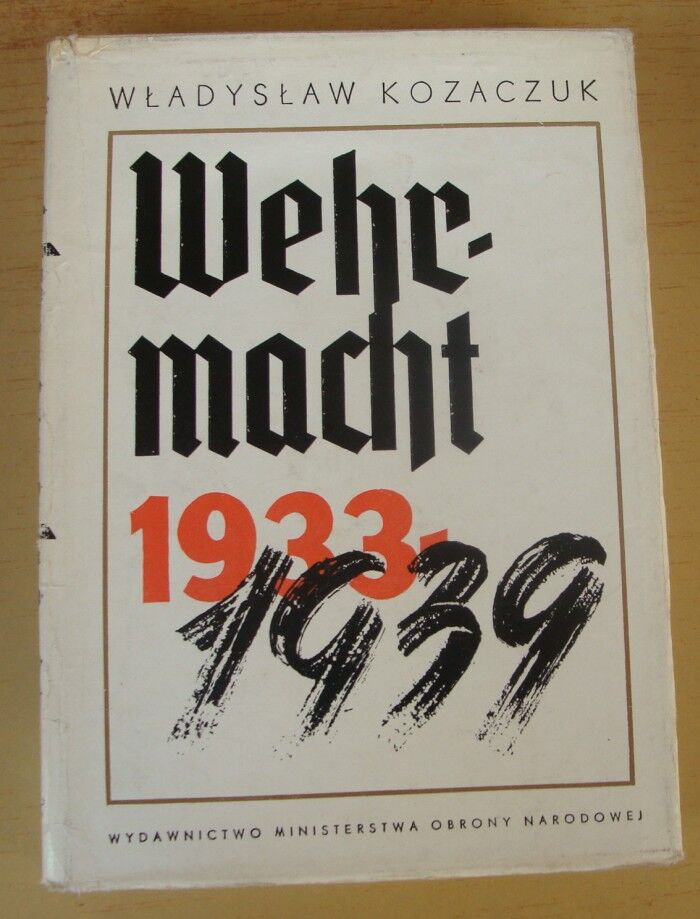 WŁADYSŁAW KOZACZUK
Wehr-
macht
1933-
1939
WYDAWNICTWO MINISTERSTWA OBRONY NARODOWEJ